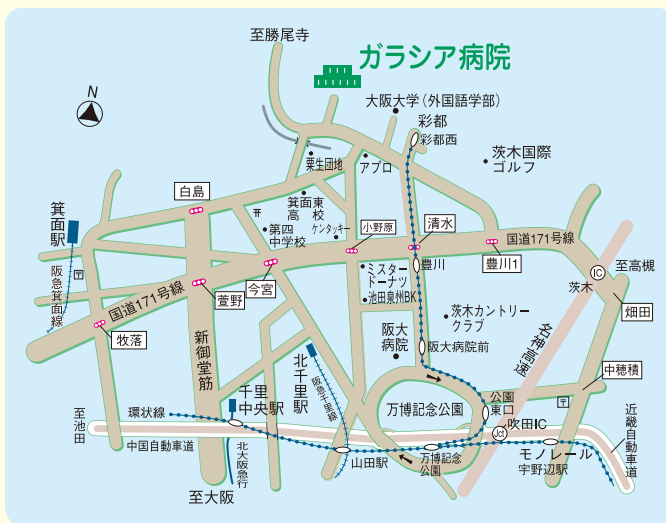 至勝尾寺
ガラシア病院
N
大阪大学(外国語学部)
彩都
彩都西
栗生団地
アプロ
茨木国際
ゴルフ
白島
箕面東
高校
ケンタッキー
小野原
清水
国道171号線
豊川1
箕面駅
第四
中学校
今宮
豊川
IC
至高槻
茨木
阪急箕面線
〒
国道171号線
萱野
ミスター
ドーナツ
池田泉州BK
茨木カントリー
クラブ
畑田
牧落
新御堂筋
北千里駅
阪大
病院
阪大病院前
名神高速
中穂積
千里
中央駅
阪急千里線
万博記念公園
公園
東口
〒
至池田
環状線
吹田IC
Jct
近畿自動車道
中国自動車道
北大阪急行
山田駅
万博記念
公園
モノレール
宇野辺駅
至大阪